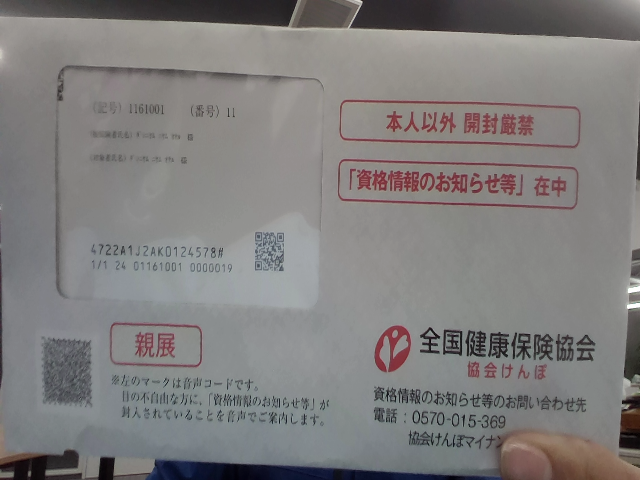 (記号) 1161001 (番号) 11
本人以外 開封厳禁
「資格情報のお知らせ等」在中
4722A1J2AK0124578#
1/1 24 01161001 0000019
親展
※左のマークは音声コードです。
目の不自由な方に、「資格情報のお知らせ等」が
封入されていることを音声でご案内します。
全国健康保険協会
協会けんぽ
資格情報のお知らせ等のお問い合わせ先
電話:0570-015-369
協会けんぽマイナン